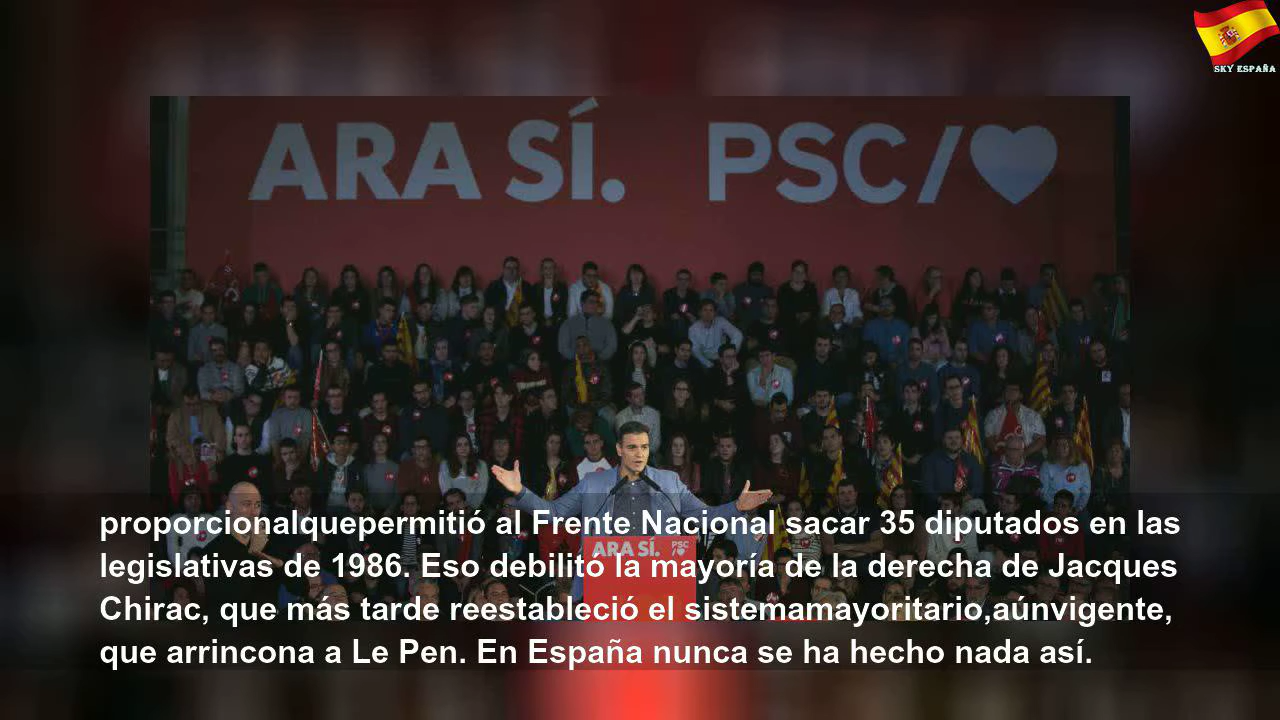 SKY ESPAÑA
ARA SÍ. PSC/
proporcionalquepermitió al Frente Nacional sacar 35 diputados en las
legislativas de 1986. Eso debilitó la mayoría de la derecha de Jacques
Chirac, que más tarde reestableció el sistemamayoritario,aúnvigente,
que arrincona a Le Pen. En España nunca se ha hecho nada así.
ARA SÍ. PSC/